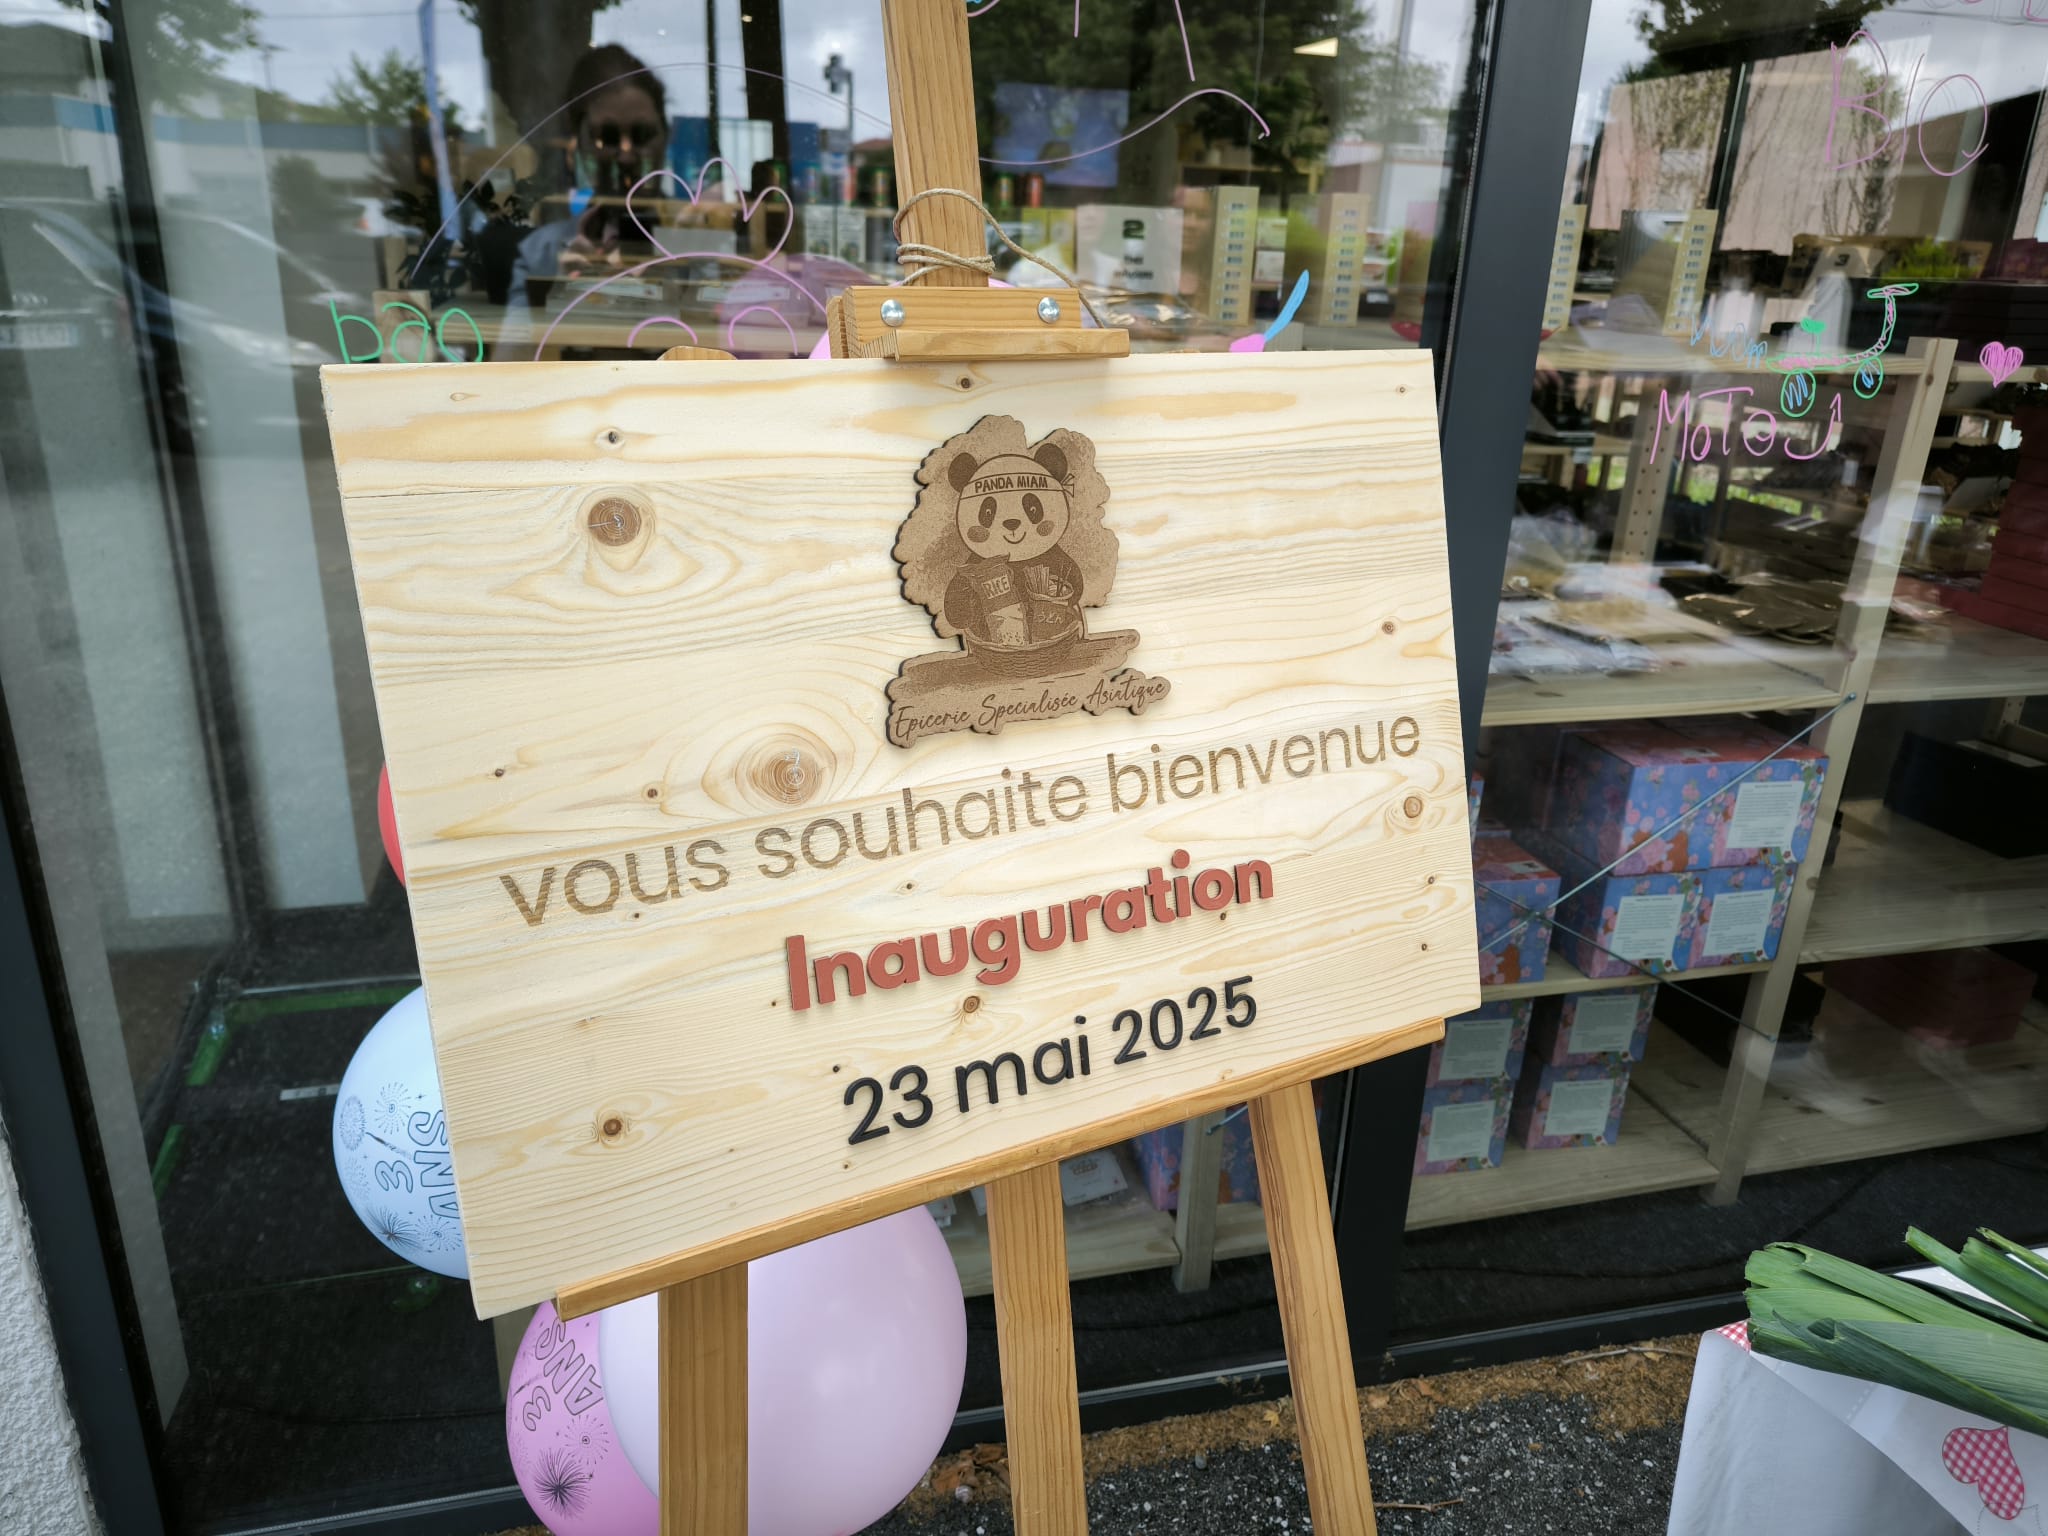 BIO
bao
MOTO
PANDA MIAM
RICE
Epicerie Specialisée Asiatique
vous souhaite bienvenue
Inauguration
23 mai 2025
3
ANS
3
ANS